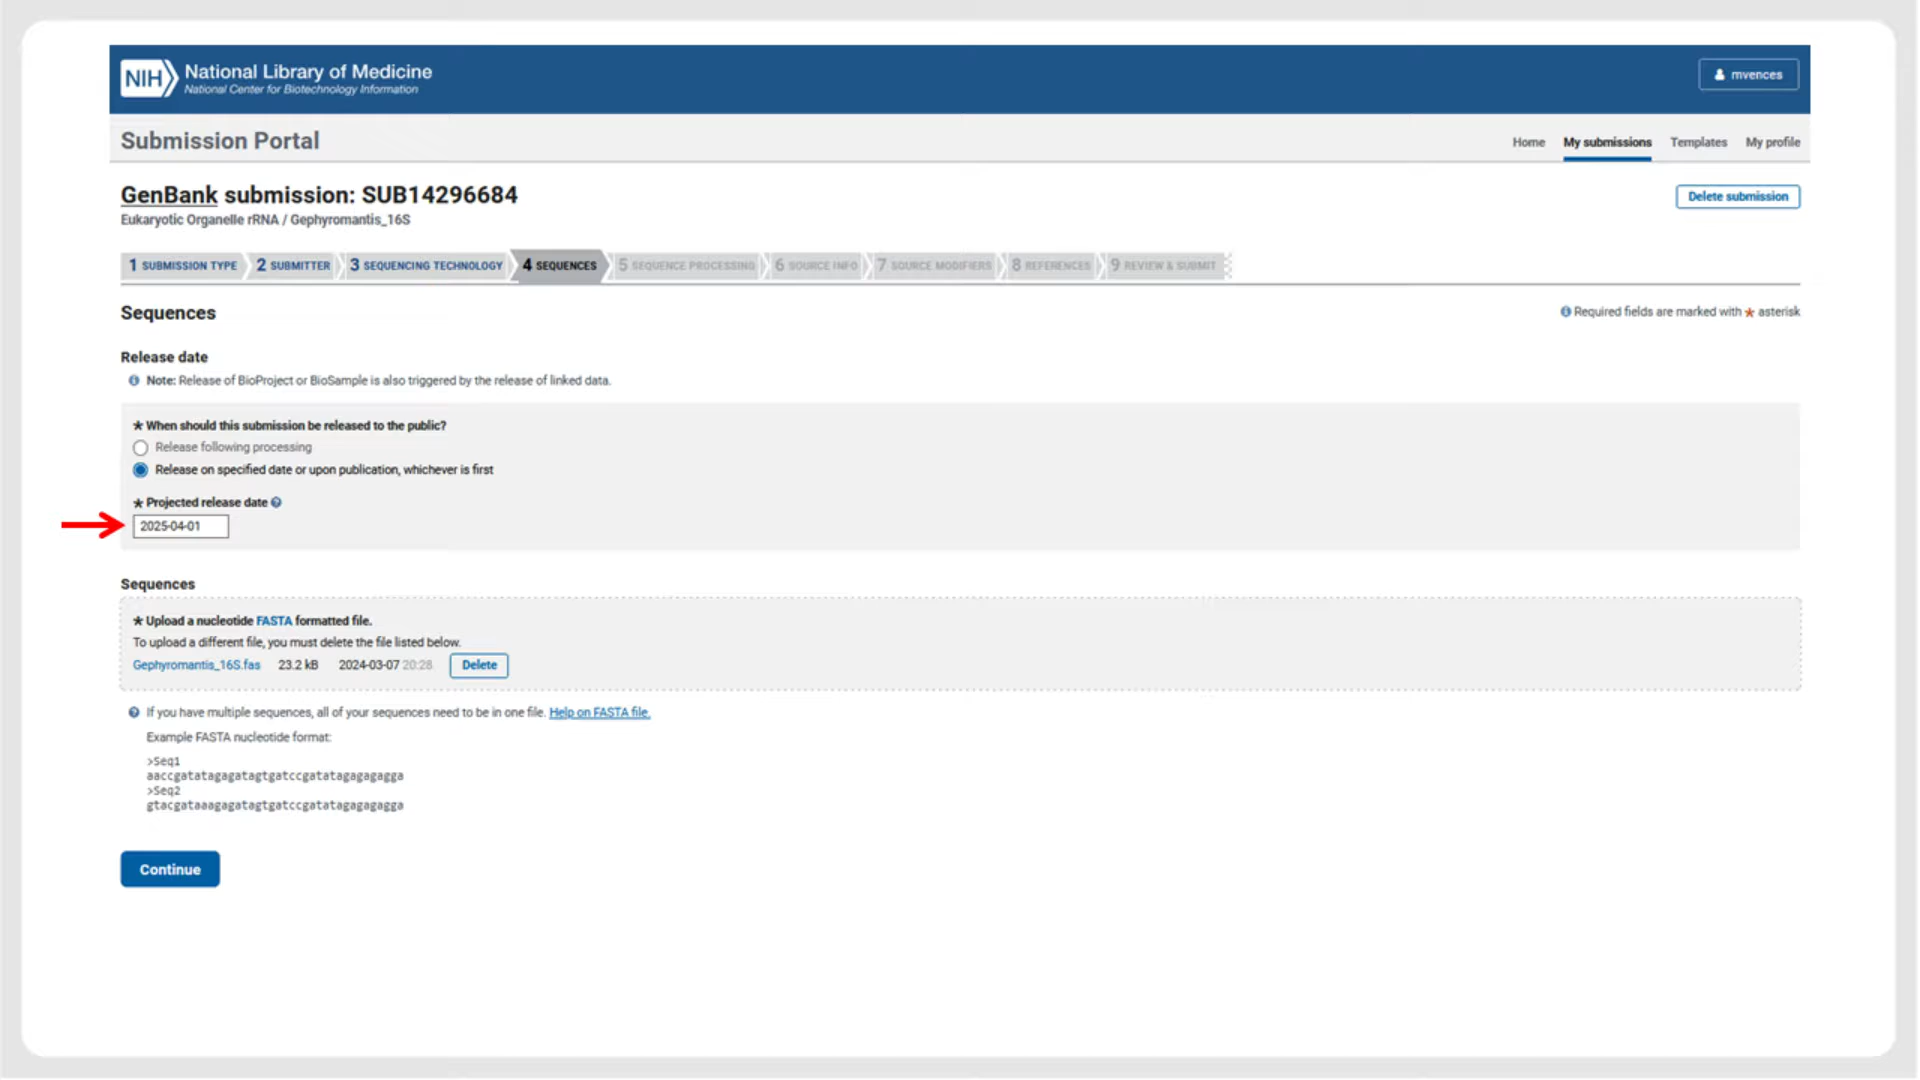 NIH National Library of Medicine
National Center for Biotechnology Information
mvences
Submission Portal
Home My submissions Templates My profile
GenBank submission: SUB14296684
Delete submission
Eukaryotic Organelle rRNA / Gephyromantis_16S
1 SUBMISSION TYPE 2 SUBMITTER 3 SEQUENCING TECHNOLOGY 4 SEQUENCES 5 SEQUENCE PROCESSING 6 SOURCE INFO 7 SOURCE MODIFIERS 8 REFERENCES 9 REVIEW & SUBMIT
Sequences
Required fields are marked with * asterisk
Release date
Note: Release of BioProject or BioSample is also triggered by the release of linked data.
* When should this submission be released to the public?
Release following processing
Release on specified date or upon publication, whichever is first
* Projected release date
2025-04-01
Sequences
* Upload a nucleotide FASTA formatted file.
To upload a different file, you must delete the file listed below.
Gephyromantis_16S.fas 23.2 kB 2024-03-07 20:28 Delete
If you have multiple sequences, all of your sequences need to be in one file. Help on FASTA file.
Example FASTA nucleotide format:
>Seq1
aaccgatatagagatagtgatccgatatagagagagga
>Seq2
gtacgataaagagatagtgatccgatatagagagagga
Continue